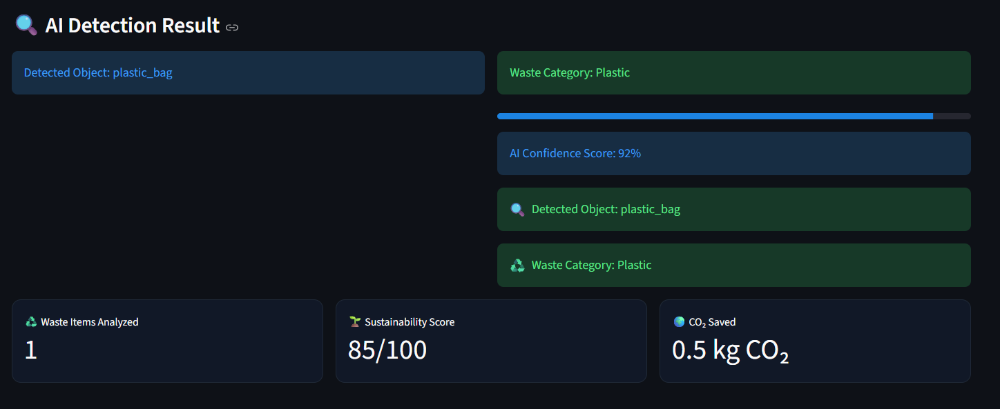 AI Detection Result
Detected Object: plastic_bag
Waste Category: Plastic
AI Confidence Score: 92%
Detected Object: plastic_bag
Waste Category: Plastic
Waste Items Analyzed
1
Sustainability Score
85/100
CO₂ Saved
0.5 kg CO₂